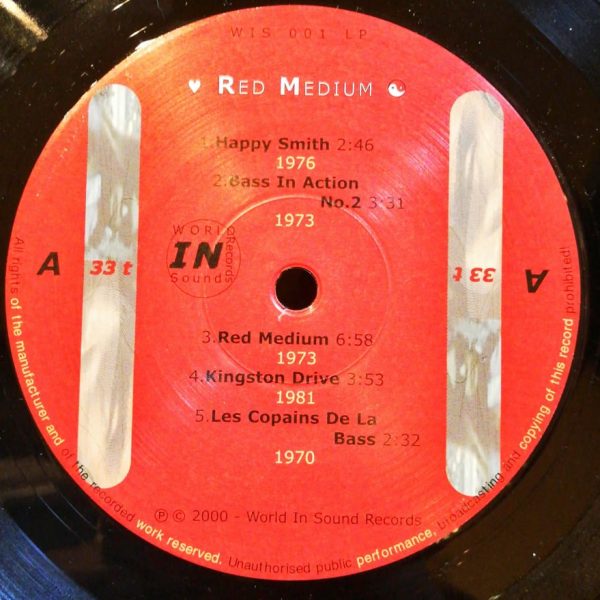 WIS 001 LP
♥ RED MEDIUM ☯
1.Happy Smith 2:46
1976
2.Bass In Action
No.2 3:31
1973
WORLD
IN
Records
Sounds
A
33 t
33 t
A
3.Red Medium 6:58
1973
4.Kingston Drive 3:53
1981
5.Les Copains De La
Bass 2:32
1970
℗ © 2000 - World In Sound Records
All rights of the manufacturer and of the recorded work reserved. Unauthorised public performance, broadcasting and copying of this record prohibited!